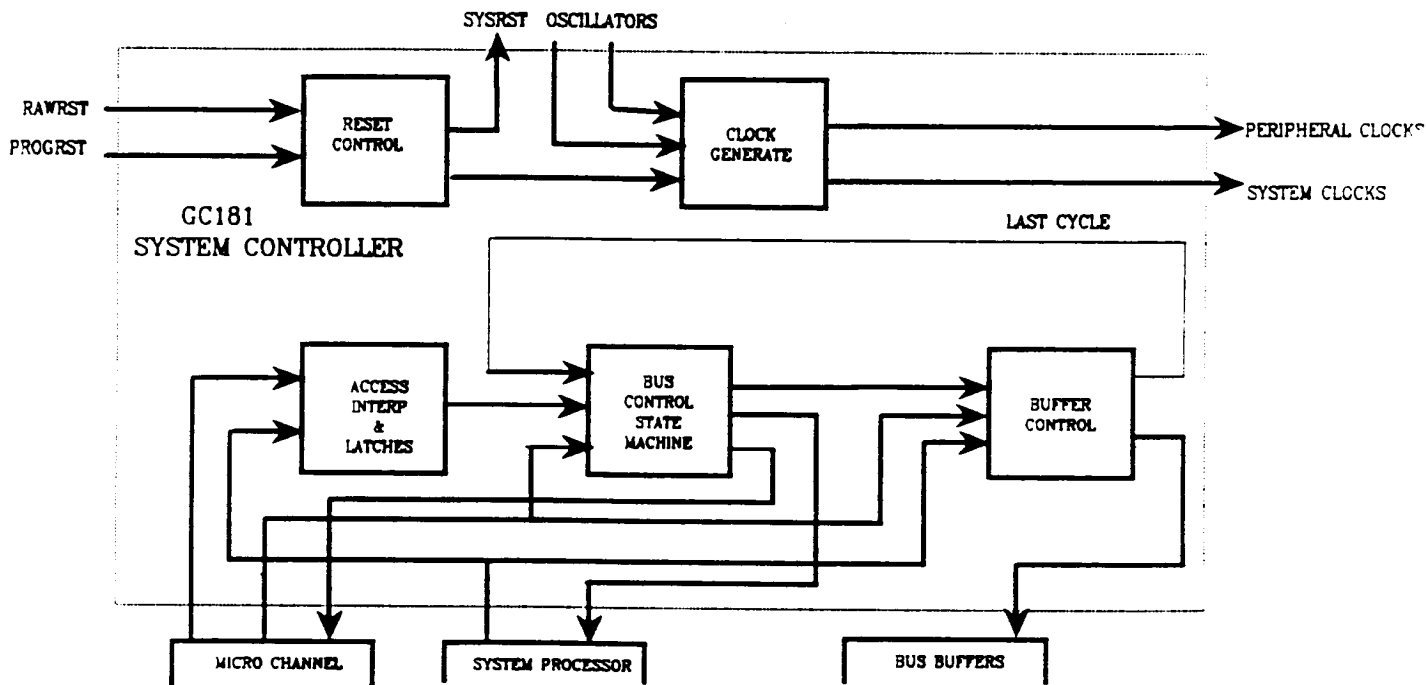 SYSRST OSCILLATORS
RAWRST
PROGRST
RESET
CONTROL
CLOCK
GENERATE
PERIPHERAL CLOCKS
SYSTEM CLOCKS
GC181
SYSTEM CONTROLLER
LAST CYCLE
ACCESS
INTERP
&
LATCHES
BUS
CONTROL
STATE
MACHINE
BUFFER
CONTROL
MICRO CHANNEL
SYSTEM PROCESSOR
BUS BUFFERS